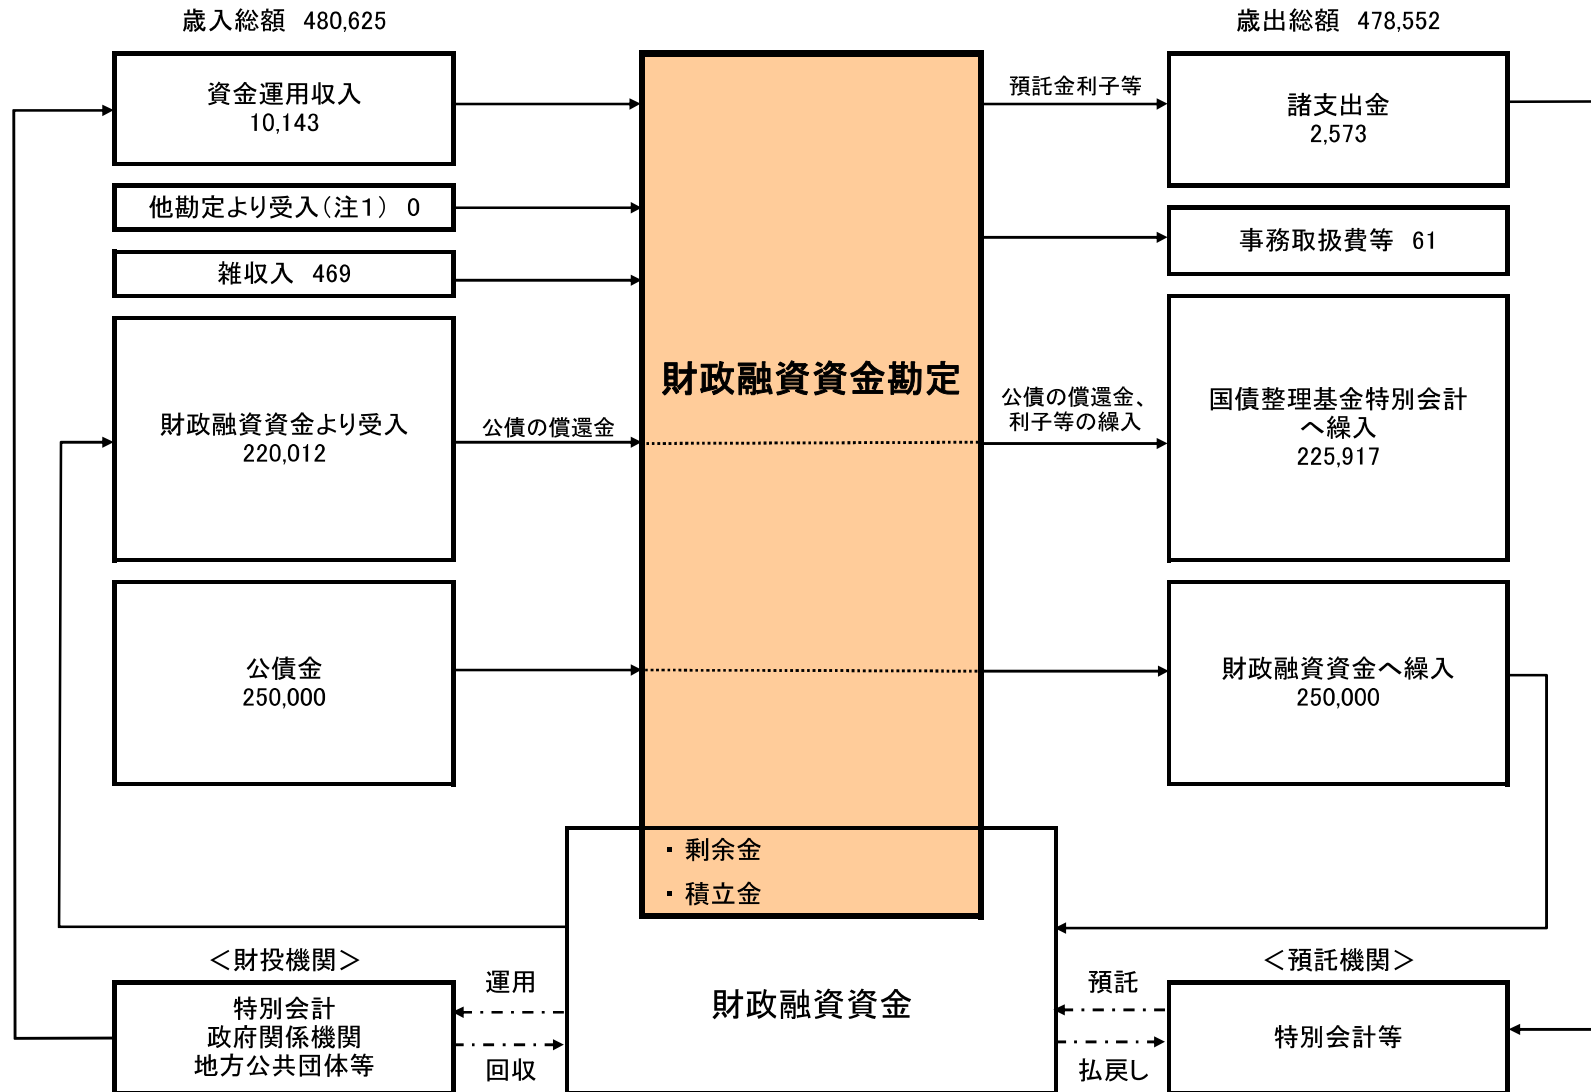 歳入総額 480,625
歳出総額 478,552
資金運用収入
10,143
他勘定より受入（注１） 0
雑収入 469
財政融資資金より受入
220,012
公債の償還金
公債金
250,000
財政融資資金勘定
・ 剰余金
・ 積立金
預託金利子等
諸支出金
2,573
事務取扱費等 61
公債の償還金、
利子等の繰入
国債整理基金特別会計
へ繰入
225,917
財政融資資金へ繰入
250,000
＜財投機関＞
特別会計
政府関係機関
地方公共団体等
運用
回収
財政融資資金
預託
払戻し
＜預託機関＞
特別会計等